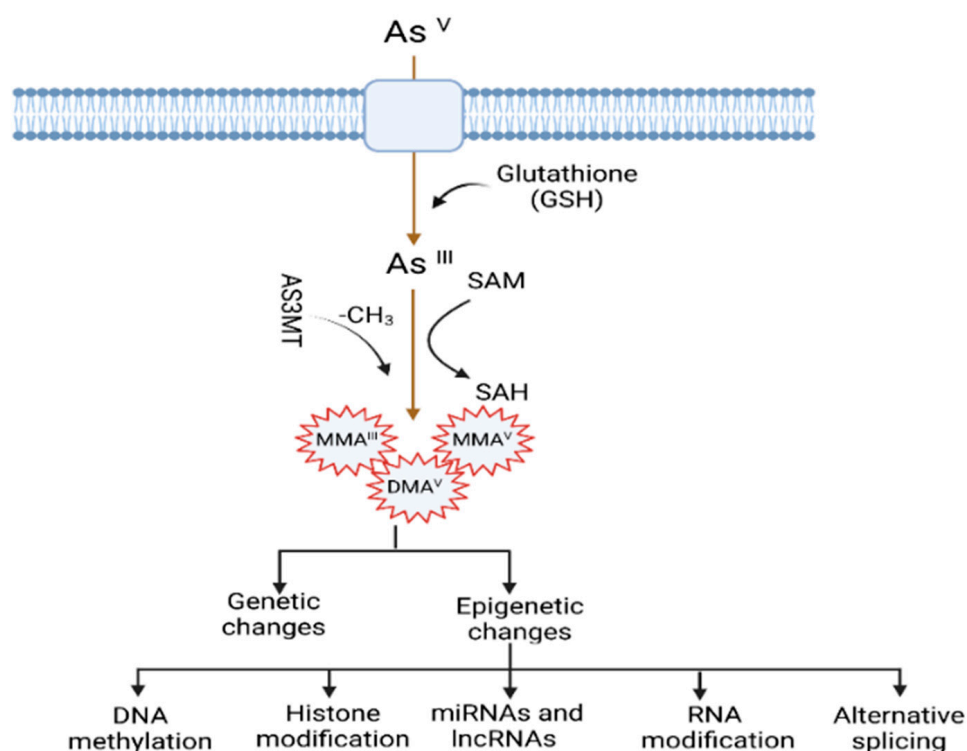 As V
Glutathione
(GSH)
As III
SAM
AS3MT
-CH₃
SAH
MMAᴵᴵᴵ
MMAⱽ
DMAⱽ
Genetic
changes
Epigenetic
changes
DNA
methylation
Histone
modification
miRNAs and
lncRNAs
RNA
modification
Alternative
splicing